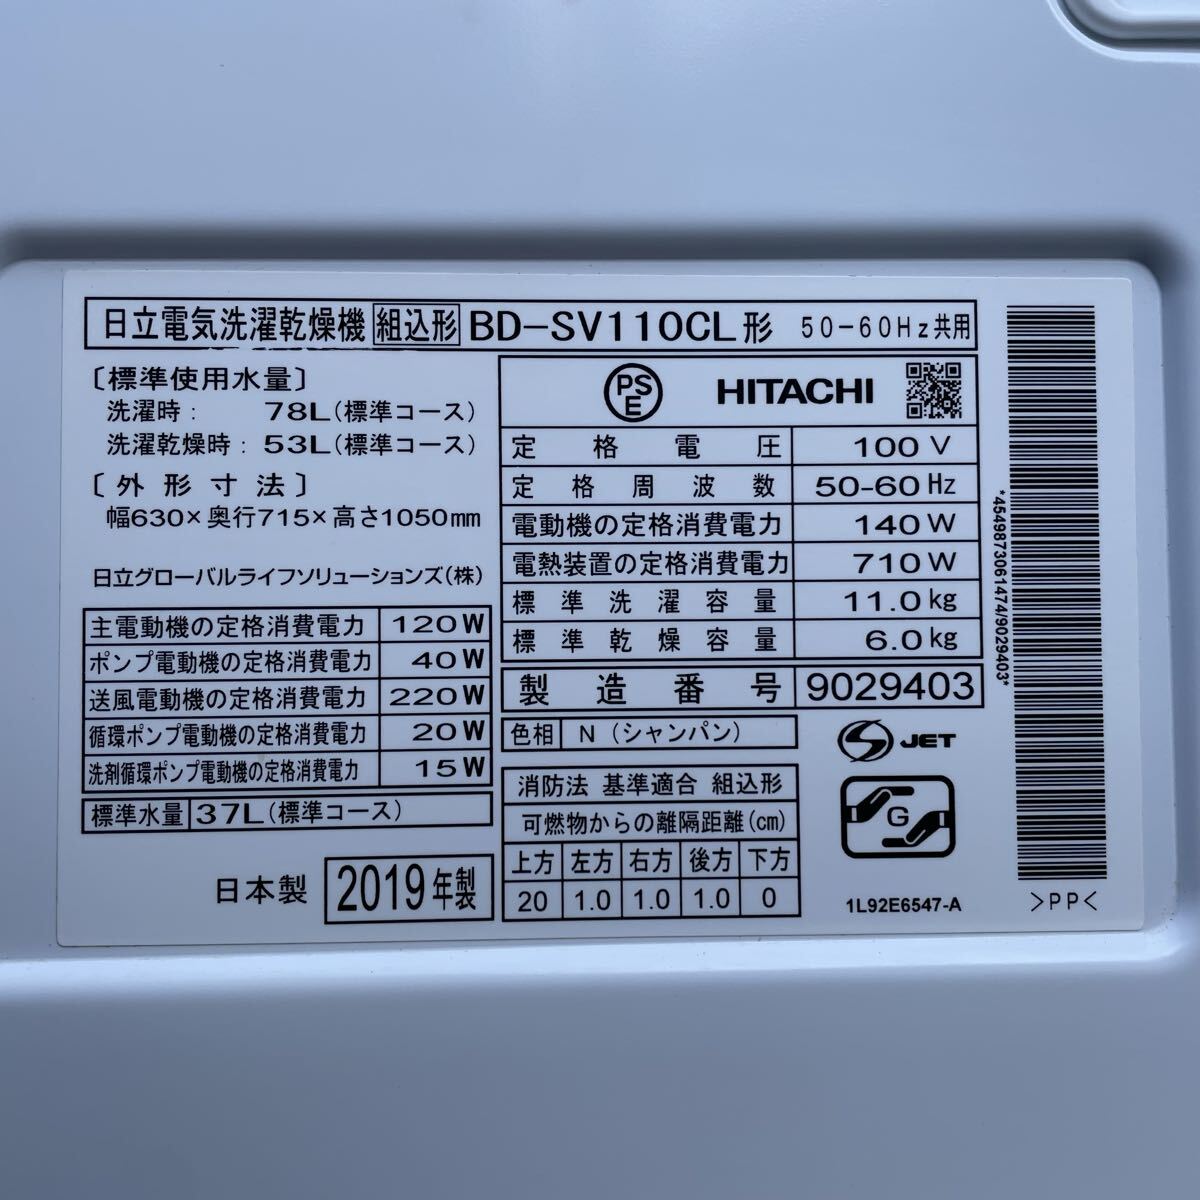 日立電気洗濯乾燥機 組込形 BD-SV110CL形 50-60Hz共用
〔標準使用水量〕
洗濯時: 78L(標準コース)
洗濯乾燥時: 53L(標準コース)
〔外形寸法〕
幅630×奥行715×高さ1050mm
日立グローバルライフソリューションズ(株)
主電動機の定格消費電力 120W
ポンプ電動機の定格消費電力 40W
送風電動機の定格消費電力 220W
循環ポンプ電動機の定格消費電力 20W
洗剤循環ポンプ電動機の定格消費電力 15W
標準水量 37L(標準コース)
日本製 2019年製
PSE HITACHI
定格電圧 100V
定格周波数 50-60Hz
電動機の定格消費電力 140W
電熱装置の定格消費電力 710W
標準洗濯容量 11.0kg
標準乾燥容量 6.0kg
製造番号 9029403
色相 N(シャンパン)
消防法 基準適合 組込形
可燃物からの離隔距離(cm)
上方 左方 右方 後方 下方
20 1.0 1.0 1.0 0
S JET
G
1L92E6547-A
*4549873061474/9029403*
>PP<